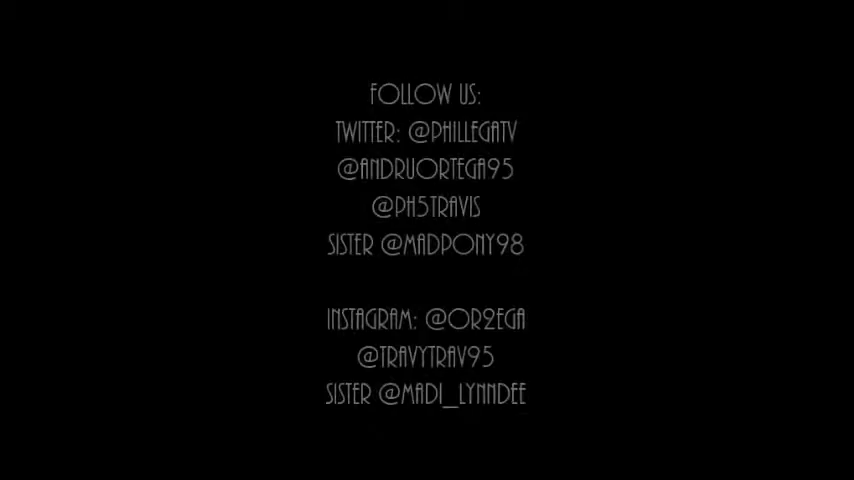 FOLLOW US:
TWITTER: @PHILLEGATV
@ANDRUORTEGA95
@PH5TRAVIS
SISTER @MADPONY98
INSTAGRAM: @OR2EGA
@TRAVYTRAV95
SISTER @MADI_LYNNDEE